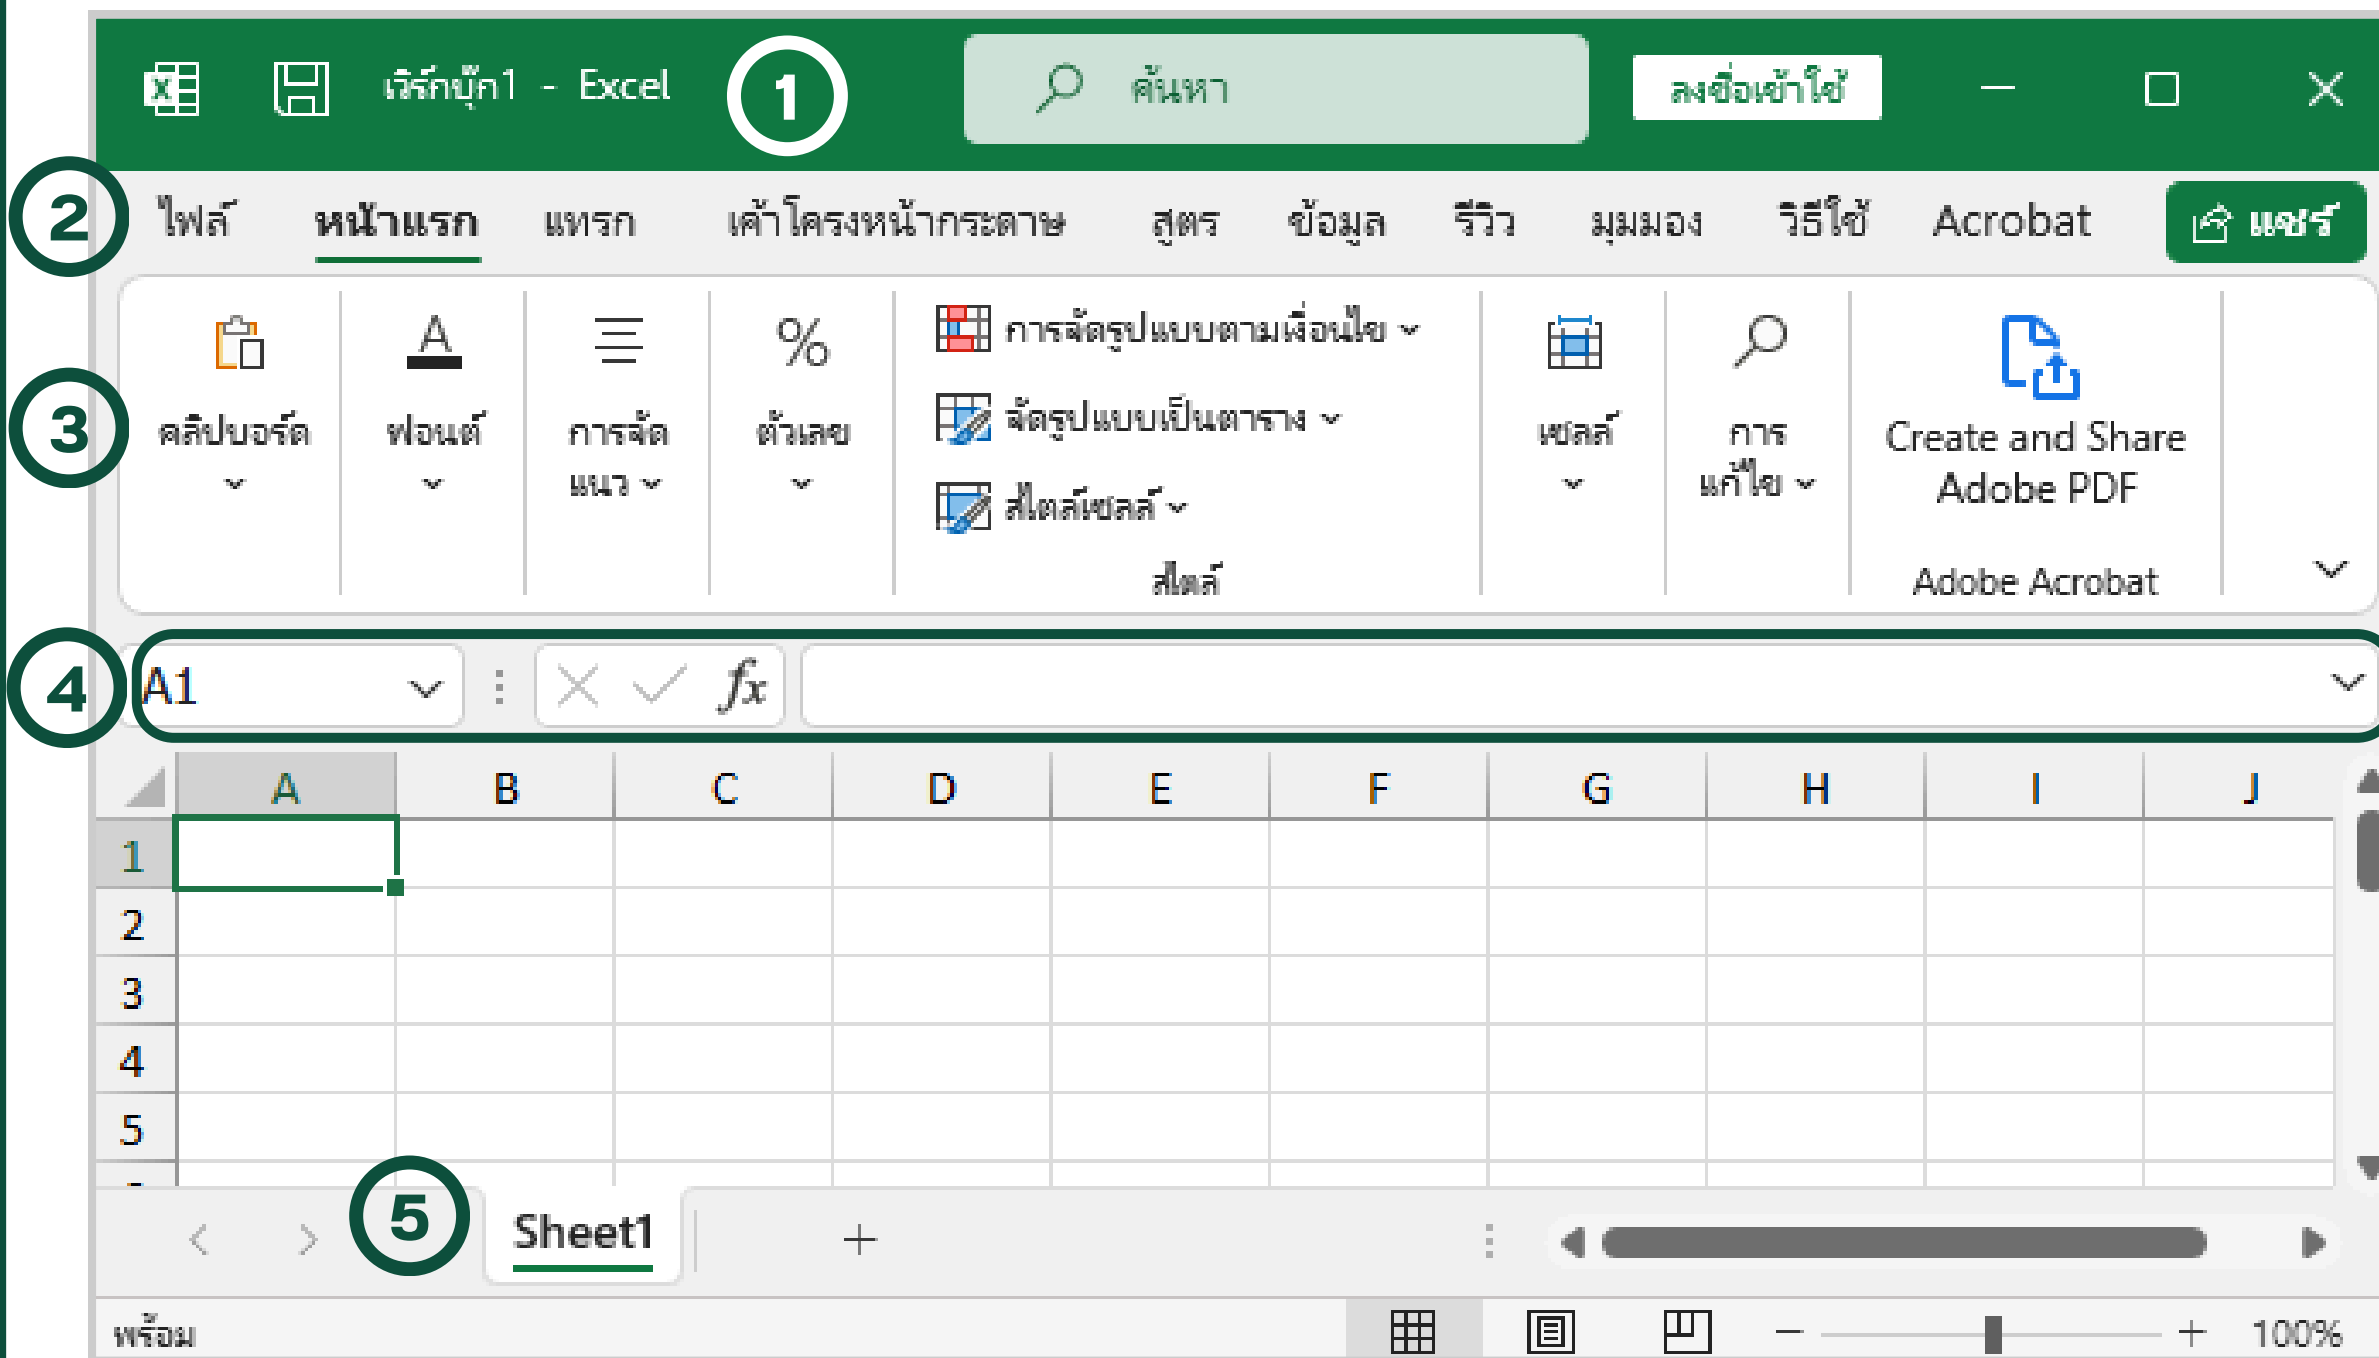 เวิร์กบุ๊ก1 - Excel
1
ค้นหา
ลงชื่อเข้าใช้
2
ไฟล์ หน้าแรก แทรก เค้าโครงหน้ากระดาษ สูตร ข้อมูล รีวิว มุมมอง วิธีใช้ Acrobat แชร์
3
คลิปบอร์ด
ฟอนต์
การจัด
แนว
%
ตัวเลข
การจัดรูปแบบตามเงื่อนไข
จัดรูปแบบเป็นตาราง
สไตล์เซลล์
สไตล์
เซลล์
การ
แก้ไข
Create and Share
Adobe PDF
Adobe Acrobat
4
A1 fx
A B C D E F G H I J
1
2
3
4
5
5
Sheet1 +
พร้อม
100%